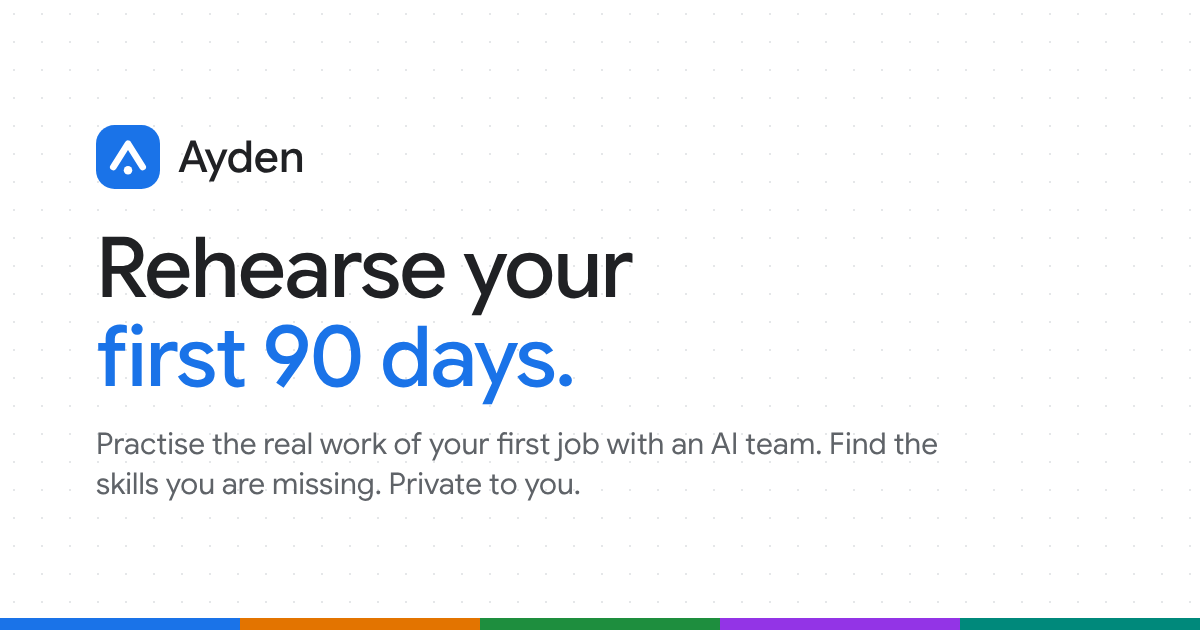 Ayden
Rehearse your
first 90 days.
Practise the real work of your first job with an AI team. Find the
skills you are missing. Private to you.